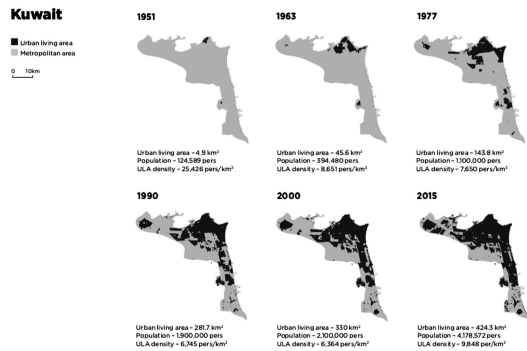 Kuwait
Urban living area
Metropolitan area
0 10km
1951
Urban living area - 4.9 km²
Population - 124,589 pers
ULA density - 25,426 pers/km²
1963
Urban living area - 45.6 km²
Population - 394,480 pers
ULA density - 8,651 pers/km²
1977
Urban living area - 143.8 km²
Population - 1,100,000 pers
ULA density - 7,650 pers/km²
1990
Urban living area - 281.7 km²
Population - 1,900,000 pers
ULA density - 6,745 pers/km²
2000
Urban living area - 330 km²
Population - 2,100,000 pers
ULA density - 6,364 pers/km²
2015
Urban living area - 424.3 km²
Population - 4,178,572 pers
ULA density - 9,848 per/km²